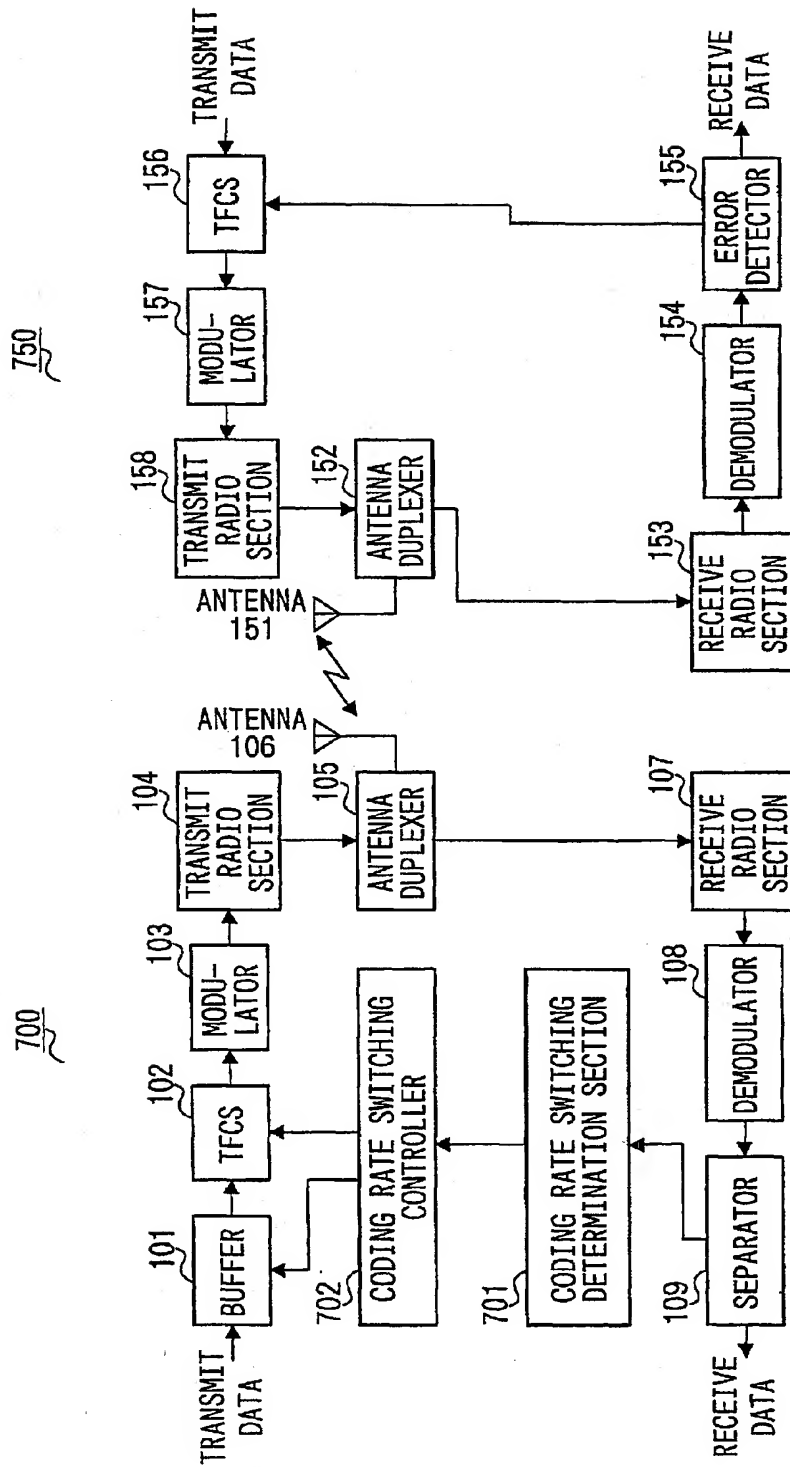 700
750
TRANSMIT
DATA
101
BUFFER
102
TFCS
103
MODU-
LATOR
104
TRANSMIT
RADIO
SECTION
105
ANTENNA
DUPLEXER
ANTENNA
106
702
CODING RATE SWITCHING
CONTROLLER
701
CODING RATE SWITCHING
DETERMINATION SECTION
RECEIVE
DATA
109
SEPARATOR
108
DEMODULATOR
107
RECEIVE
RADIO
SECTION
ANTENNA
151
152
ANTENNA
DUPLEXER
158
TRANSMIT
RADIO
SECTION
157
MODU-
LATOR
156
TFCS
TRANSMIT
DATA
153
RECEIVE
RADIO
SECTION
154
DEMODULATOR
155
ERROR
DETECTOR
RECEIVE
DATA